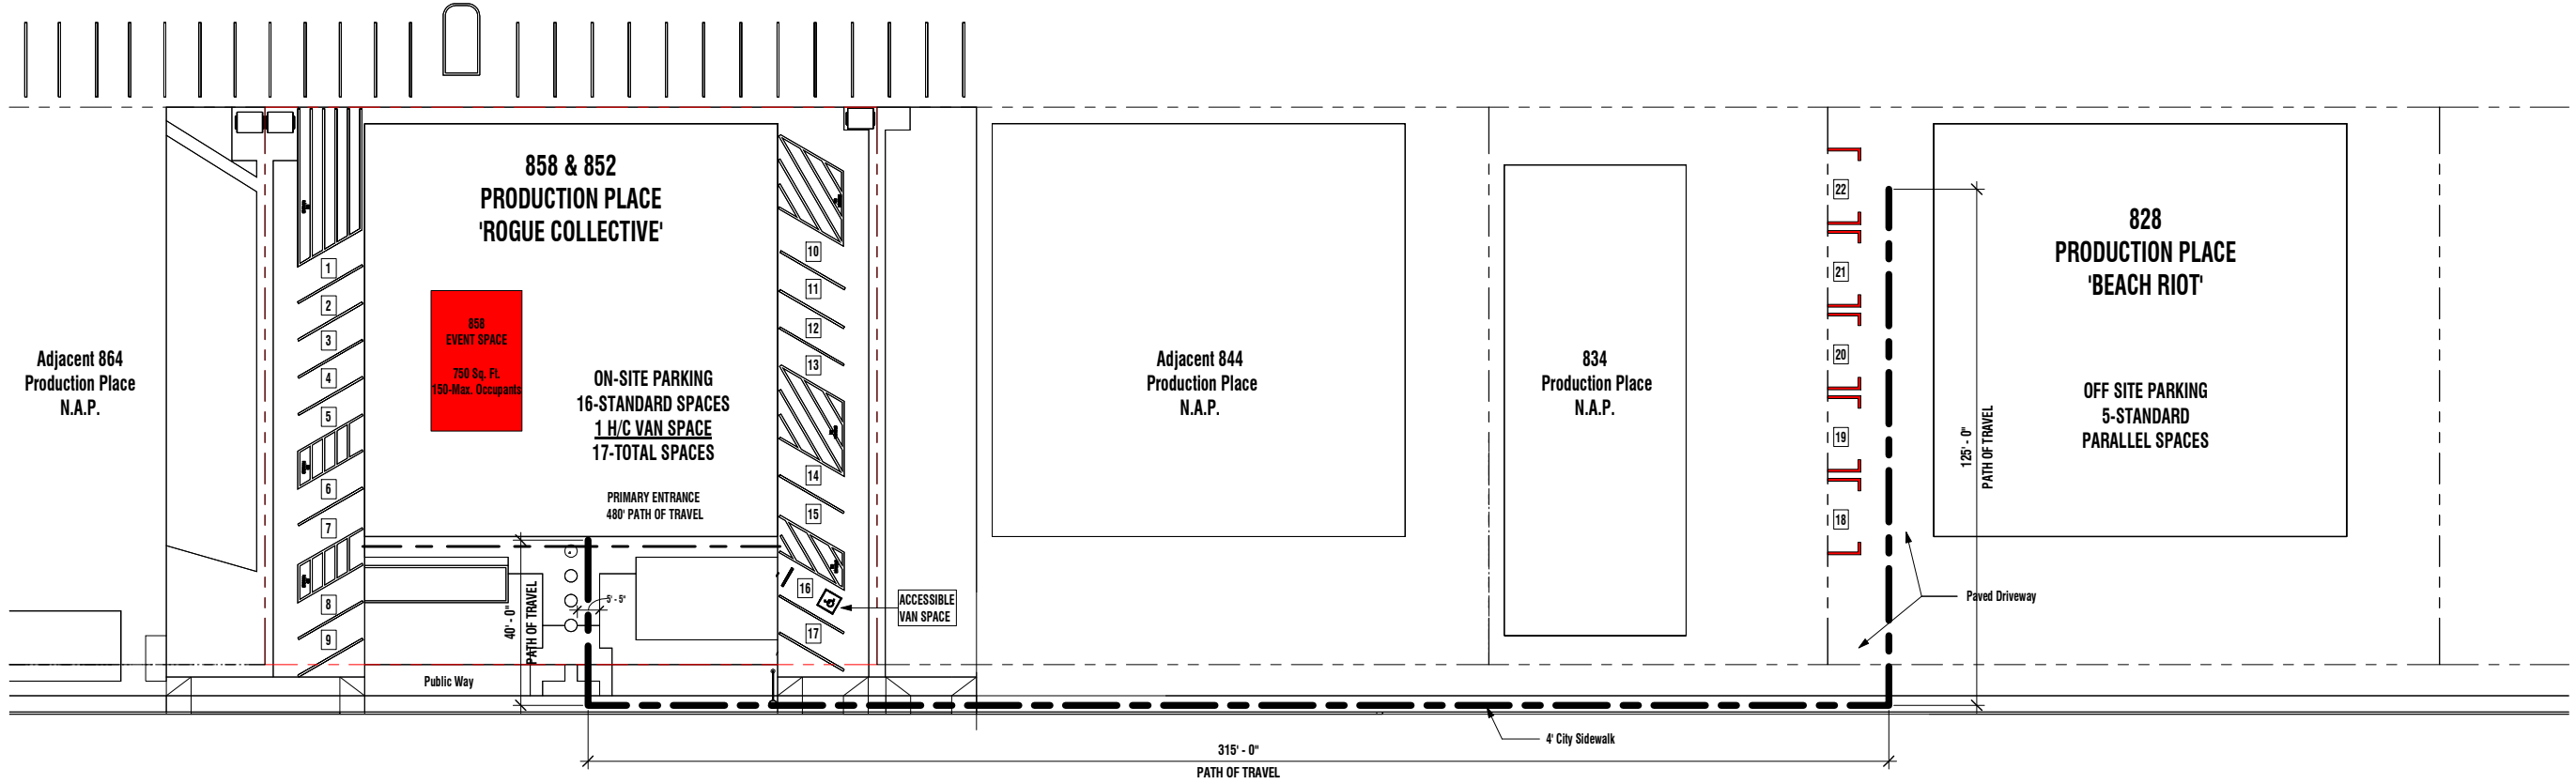 858 & 852
PRODUCTION PLACE
'ROGUE COLLECTIVE'
858
EVENT SPACE
750 Sq. Ft.
150-Max. Occupants
ON-SITE PARKING
16-STANDARD SPACES
1 H/C VAN SPACE
17-TOTAL SPACES
PRIMARY ENTRANCE
480' PATH OF TRAVEL
Adjacent 864
Production Place
N.A.P.
1
2
3
4
5
6
7
8
9
10
11
12
13
14
15
16
17
ACCESSIBLE
VAN SPACE
40' - 0"
PATH OF TRAVEL
5' - 5"
Public Way
Adjacent 844
Production Place
N.A.P.
834
Production Place
N.A.P.
22
21
20
19
18
828
PRODUCTION PLACE
'BEACH RIOT'
OFF SITE PARKING
5-STANDARD
PARALLEL SPACES
125' - 0"
PATH OF TRAVEL
Paved Driveway
4' City Sidewalk
315' - 0"
PATH OF TRAVEL